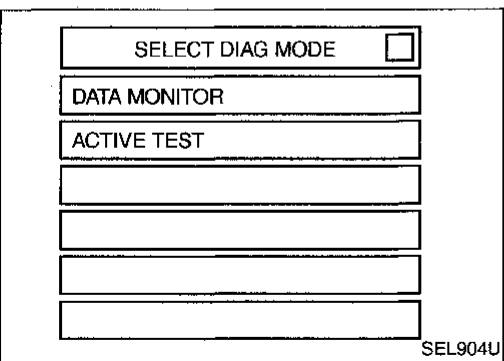 SELECT DIAG MODE
DATA MONITOR
ACTIVE TEST
SEL904U